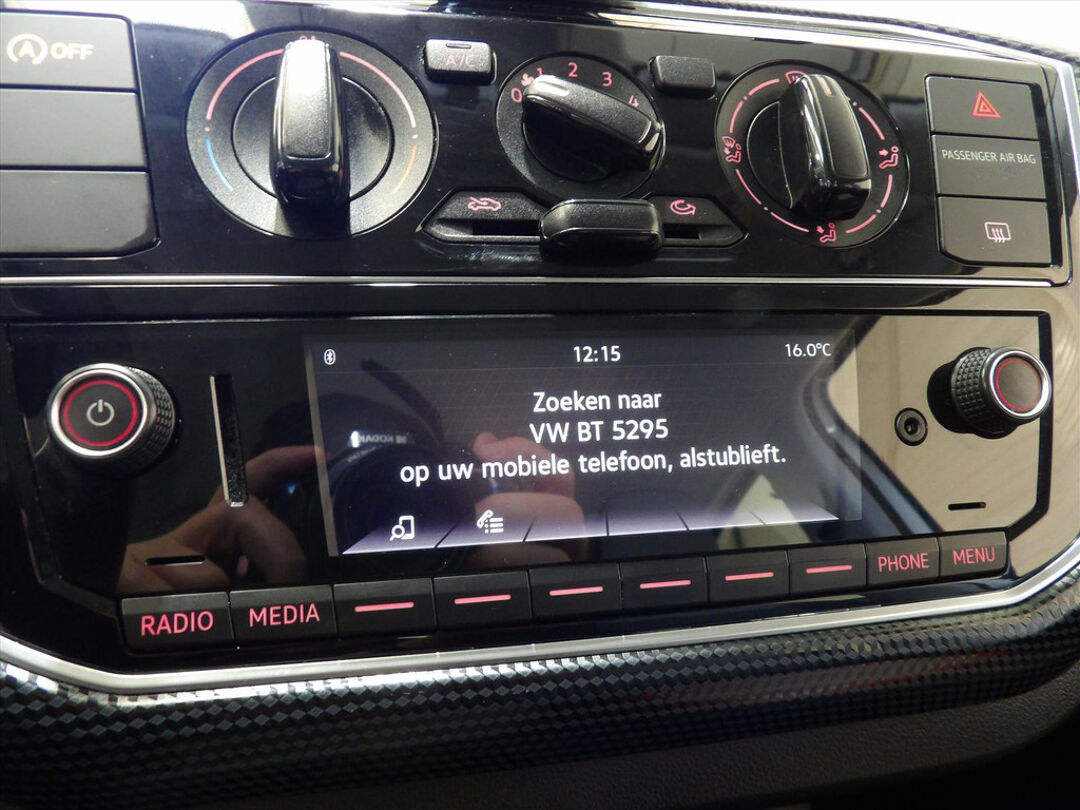 OFF
A/C
0 1 2 3 4
PASSENGER AIR BAG
12:15
16.0°C
Zoeken naar
VW BT 5295
op uw mobiele telefoon, alstublieft.
KODAK
RADIO
MEDIA
PHONE
MENU